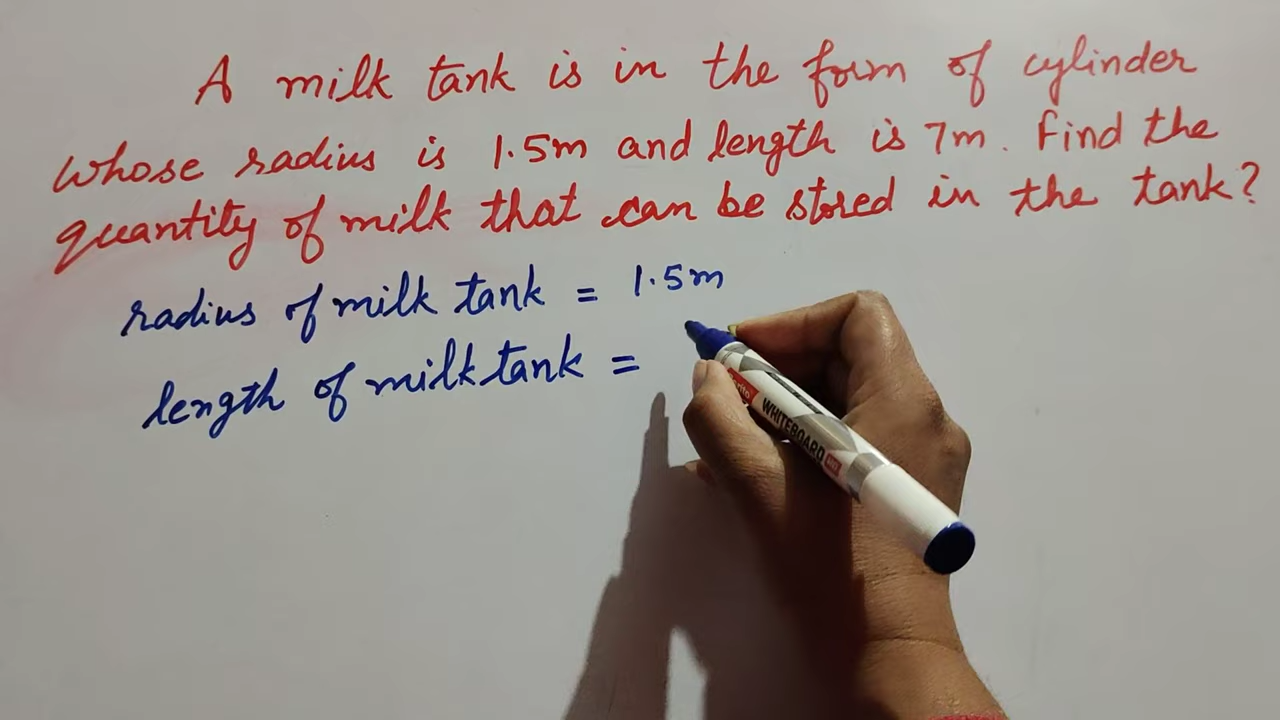 A milk tank is in the form of cylinder
whose radius is 1.5m and length is 7m. Find the
quantity of milk that can be stored in the tank?
radius of milk tank = 1.5m
length of milk tank =
WHITEBOARD